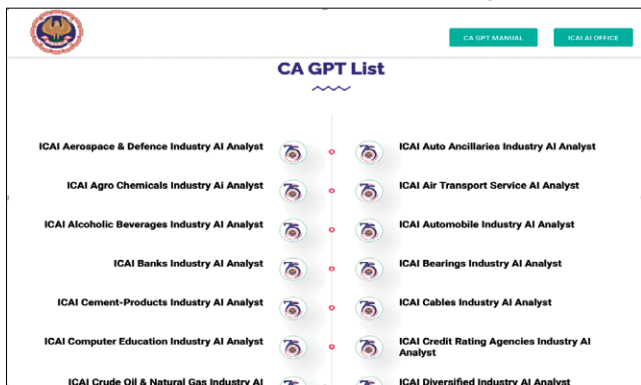 CA GPT MANUAL
ICAI AI OFFICE
CA GPT List
ICAI Aerospace & Defence Industry AI Analyst
ICAI Auto Ancillaries Industry AI Analyst
ICAI Agro Chemicals Industry Ai Analyst
ICAI Air Transport Service AI Analyst
ICAI Alcoholic Beverages Industry AI Analyst
ICAI Automobile Industry AI Analyst
ICAI Banks Industry AI Analyst
ICAI Bearings Industry AI Analyst
ICAI Cement-Products Industry AI Analyst
ICAI Cables Industry AI Analyst
ICAI Computer Education Industry AI Analyst
ICAI Credit Rating Agencies Industry AI
Analyst
ICAI Crude Oil & Natural Gas Industry AI
ICAI Diversified Industry AI Analyst